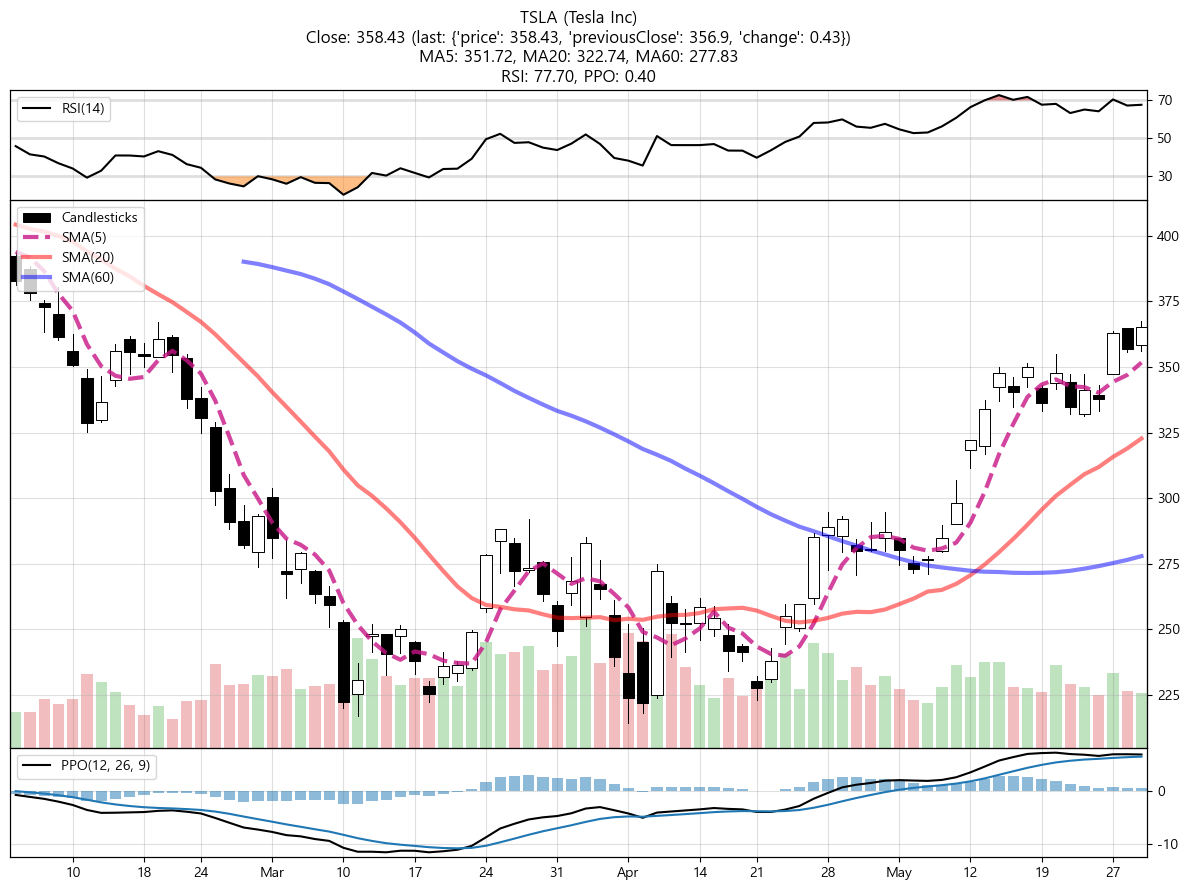 TSLA (Tesla Inc)
Close: 358.43 (last: {'price': 358.43, 'previousClose': 356.9, 'change': 0.43})
MA5: 351.72, MA20: 322.74, MA60: 277.83
RSI: 77.70, PPO: 0.40
RSI(14)
70
50
30
Candlesticks
SMA(5)
SMA(20)
SMA(60)
400
375
350
325
300
275
250
225
PPO(12, 26, 9)
0
-10
10 18 24 Mar 10 17 24 31 Apr 14 21 28 May 12 19 27